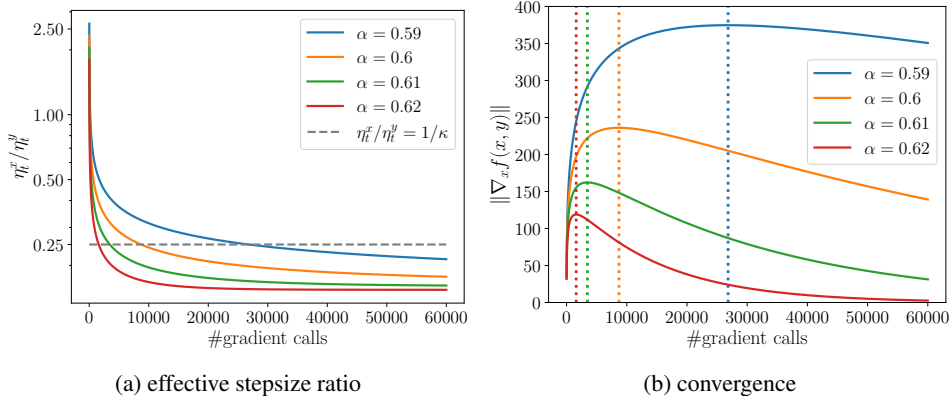 2.50
1.00
0.50
0.25
η_t^x/η_t^y
0 10000 20000 30000 40000 50000 60000
#gradient calls
α = 0.59
α = 0.6
α = 0.61
α = 0.62
η_t^x/η_t^y = 1/κ
(a) effective stepsize ratio
400
350
300
250
200
150
100
50
0
‖∇_x f(x, y)‖
0 10000 20000 30000 40000 50000 60000
#gradient calls
α = 0.59
α = 0.6
α = 0.61
α = 0.62
(b) convergence